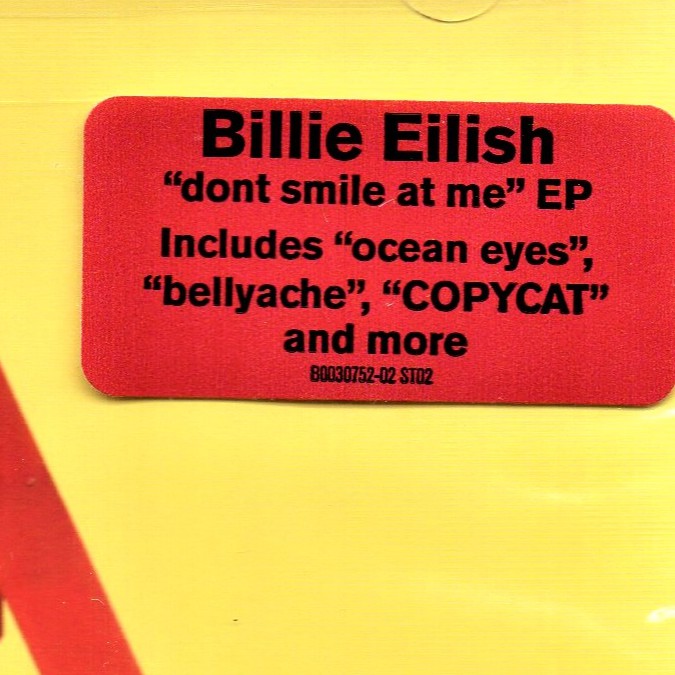 Billie Eilish
“dont smile at me” EP
Includes “ocean eyes”,
“bellyache”, “COPYCAT”
and more
B0030752-02 ST02